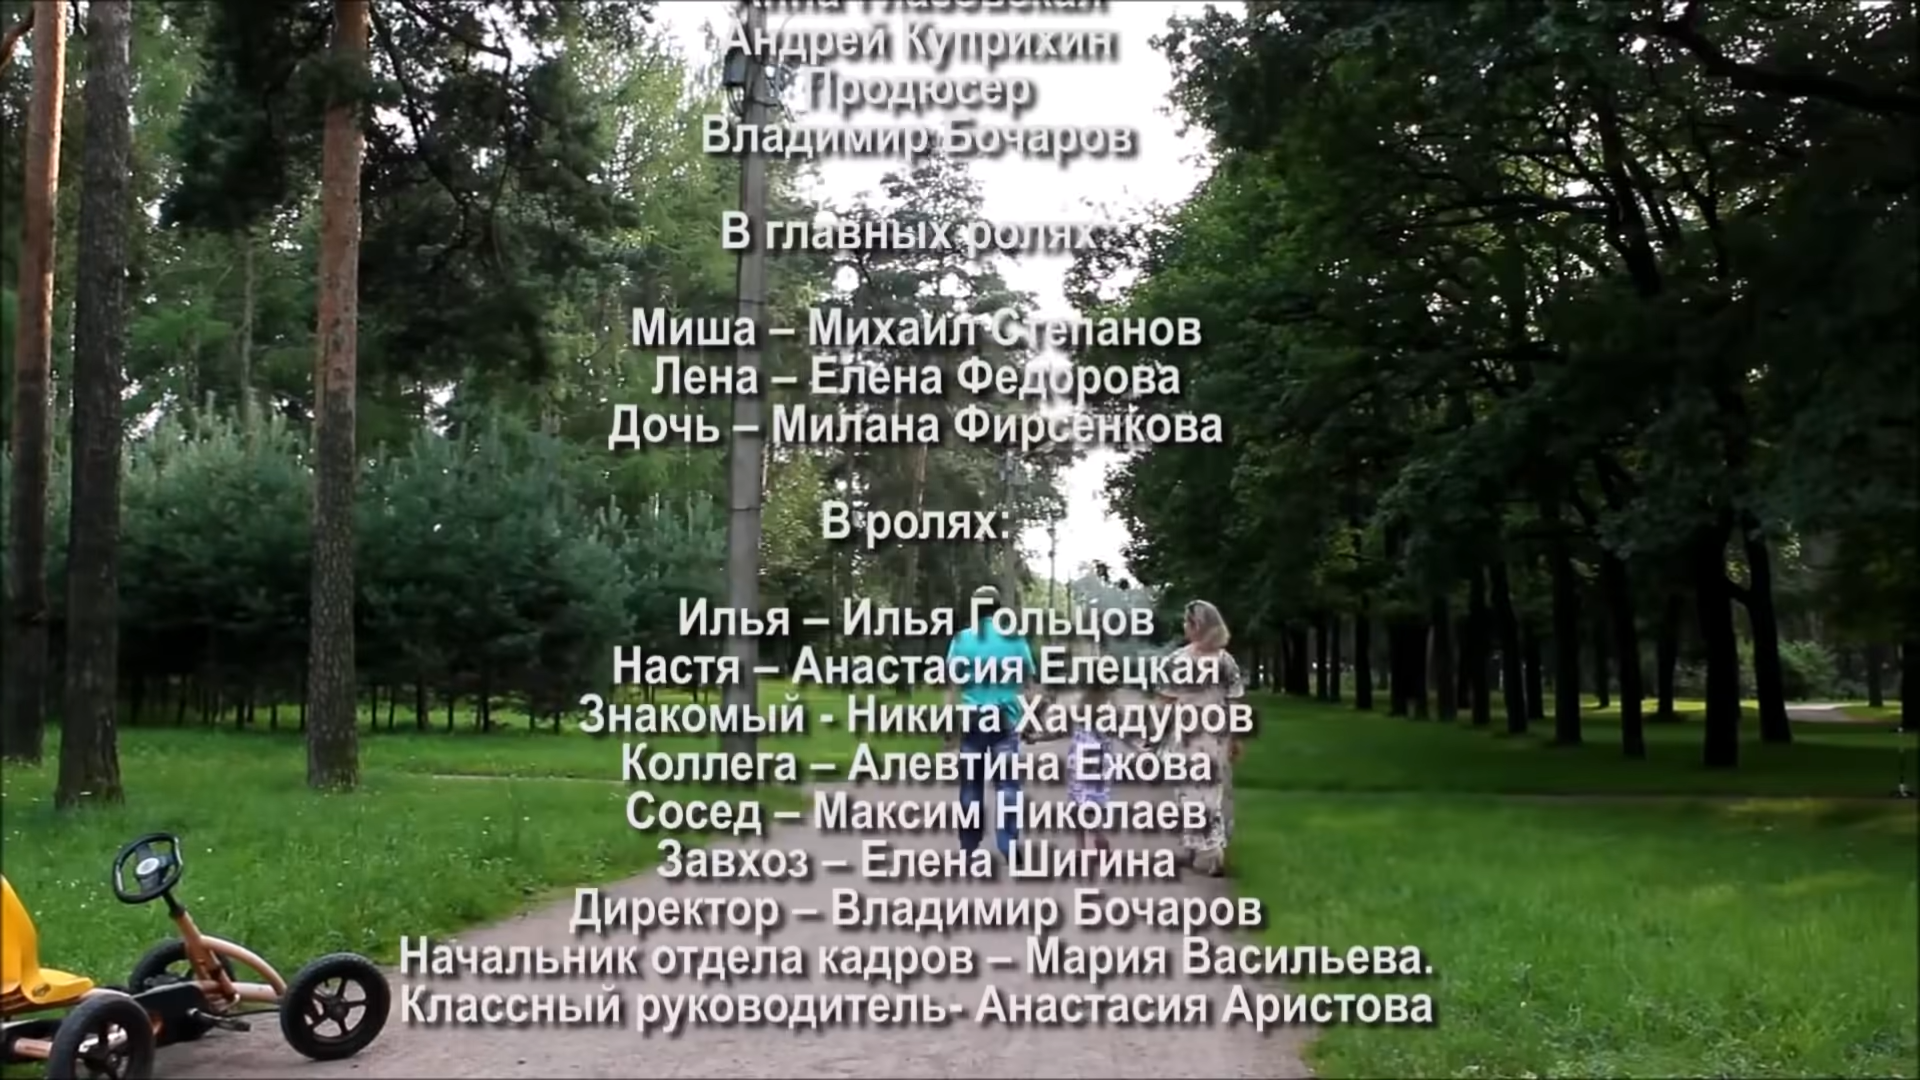 Андрей Куприхин
Продюсер
Владимир Бочаров
В главных ролях
Миша – Михаил Степанов
Лена – Елена Федорова
Дочь – Милана Фирсенкова
В ролях:
Илья – Илья Гольцов
Настя – Анастасия Елецкая
Знакомый - Никита Хачадуров
Коллега – Алевтина Ежова
Сосед – Максим Николаев
Завхоз – Елена Шигина
Директор – Владимир Бочаров
Начальник отдела кадров – Мария Васильева.
Классный руководитель- Анастасия Аристова